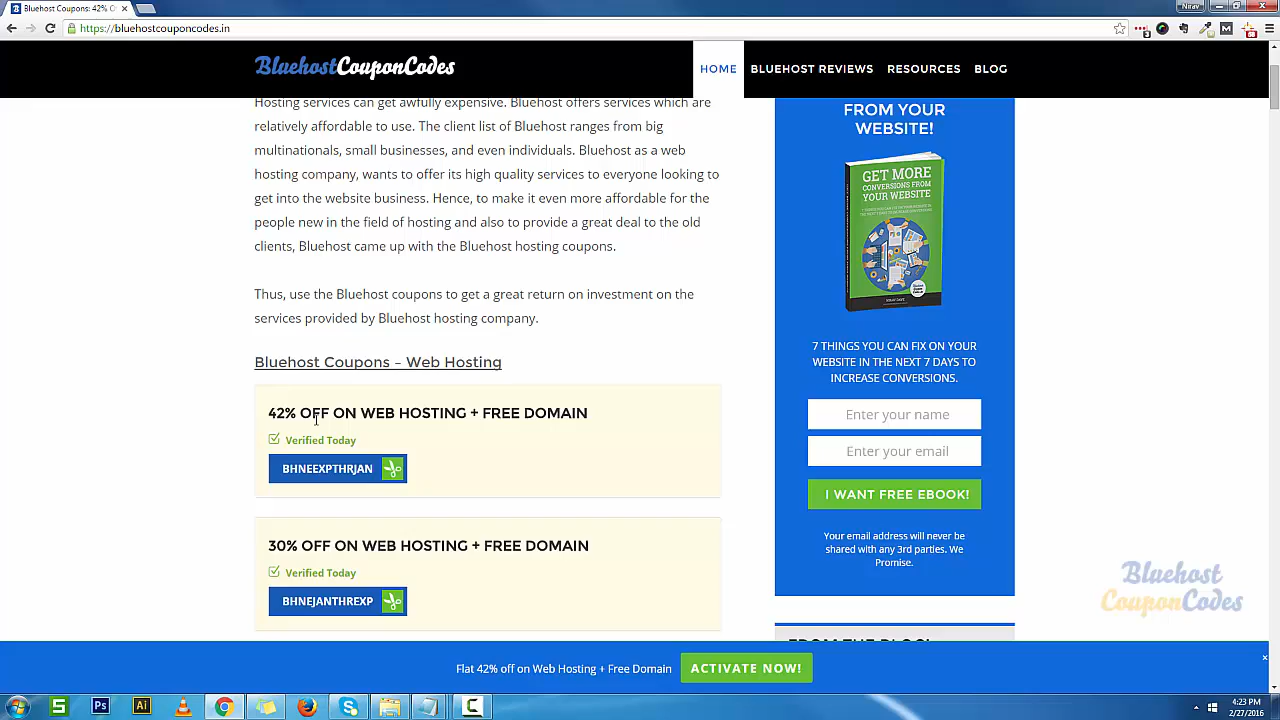 Bluehost Coupons: 42% O
Nirav
https://bluehostcouponcodes.in
BluehostCouponCodes
HOME
BLUEHOST REVIEWS
RESOURCES
BLOG
Hosting services can get awfully expensive. Bluehost offers services which are
relatively affordable to use. The client list of Bluehost ranges from big
multinationals, small businesses, and even individuals. Bluehost as a web
hosting company, wants to offer its high quality services to everyone looking to
get into the website business. Hence, to make it even more affordable for the
people new in the field of hosting and also to provide a great deal to the old
clients, Bluehost came up with the Bluehost hosting coupons.
Thus, use the Bluehost coupons to get a great return on investment on the
services provided by Bluehost hosting company.
Bluehost Coupons – Web Hosting
42% OFF ON WEB HOSTING + FREE DOMAIN
Verified Today
BHNEEXPTHRJAN
30% OFF ON WEB HOSTING + FREE DOMAIN
Verified Today
BHNEJANTHREXP
FROM YOUR
WEBSITE!
GET MORE
CONVERSIONS FROM
YOUR WEBSITE
7 THINGS YOU CAN FIX ON YOUR
WEBSITE IN THE NEXT 7 DAYS TO
INCREASE CONVERSIONS.
Enter your name
Enter your email
I WANT FREE EBOOK!
Your email address will never be
shared with any 3rd parties. We
Promise.
FROM THE BLOG!
Bluehost
CouponCodes
Flat 42% off on Web Hosting + Free Domain
ACTIVATE NOW!
4:23 PM
2/27/2016